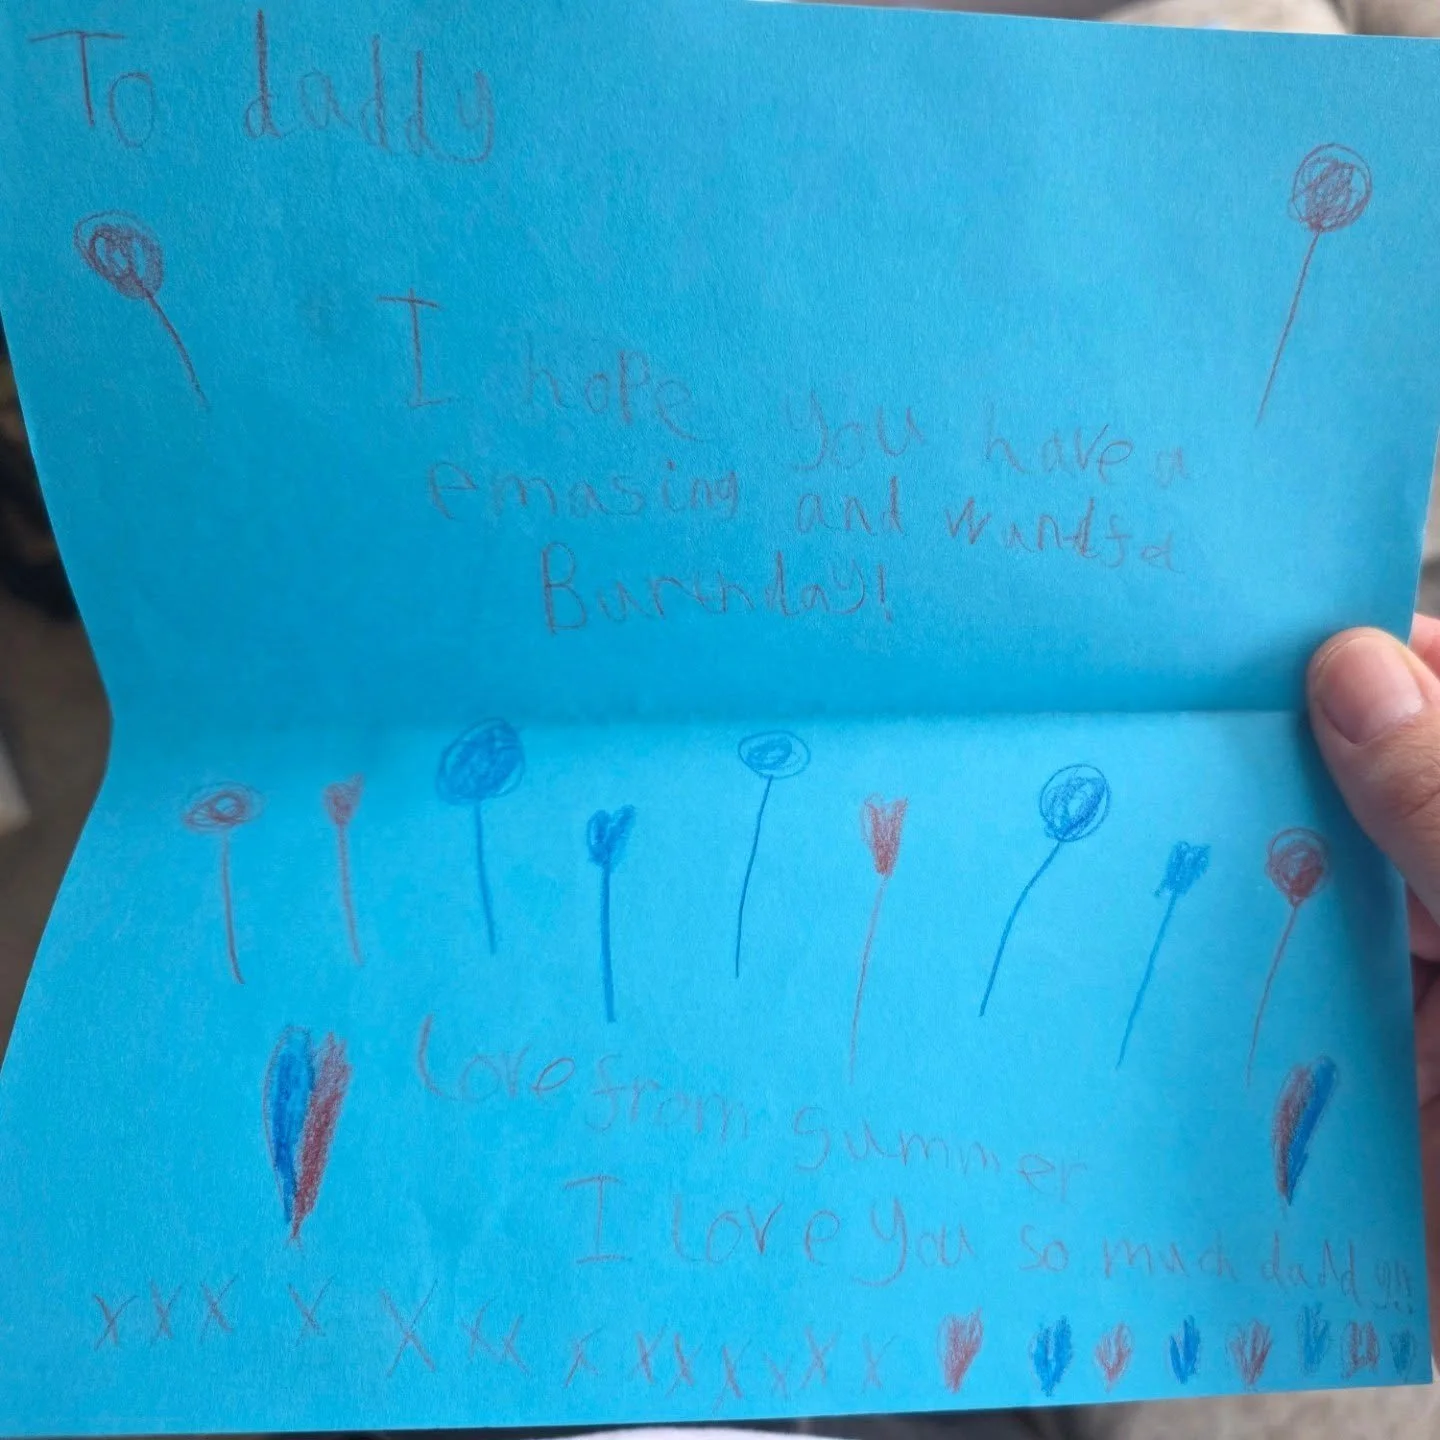 To daddy
I hope you have a
emasing and wandfd
Burthday!
Love from summer
I Love you so much daddy!!!
xxx x x xx x xxxxxx